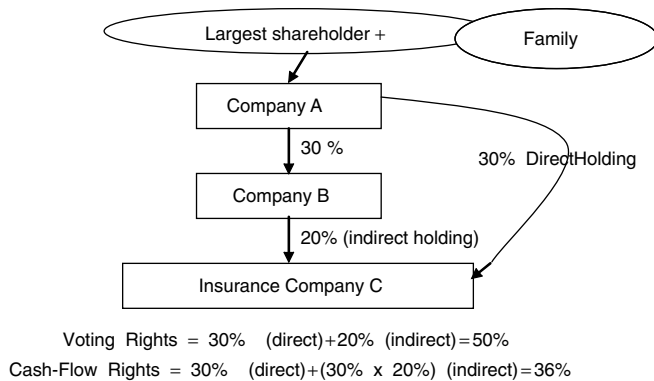 Largest shareholder +
Family
Company A
30 %
30% DirectHolding
Company B
20% (indirect holding)
Insurance Company C
Voting Rights = 30% (direct)+20% (indirect)=50%
Cash-Flow Rights = 30% (direct)+(30% x 20%) (indirect)=36%